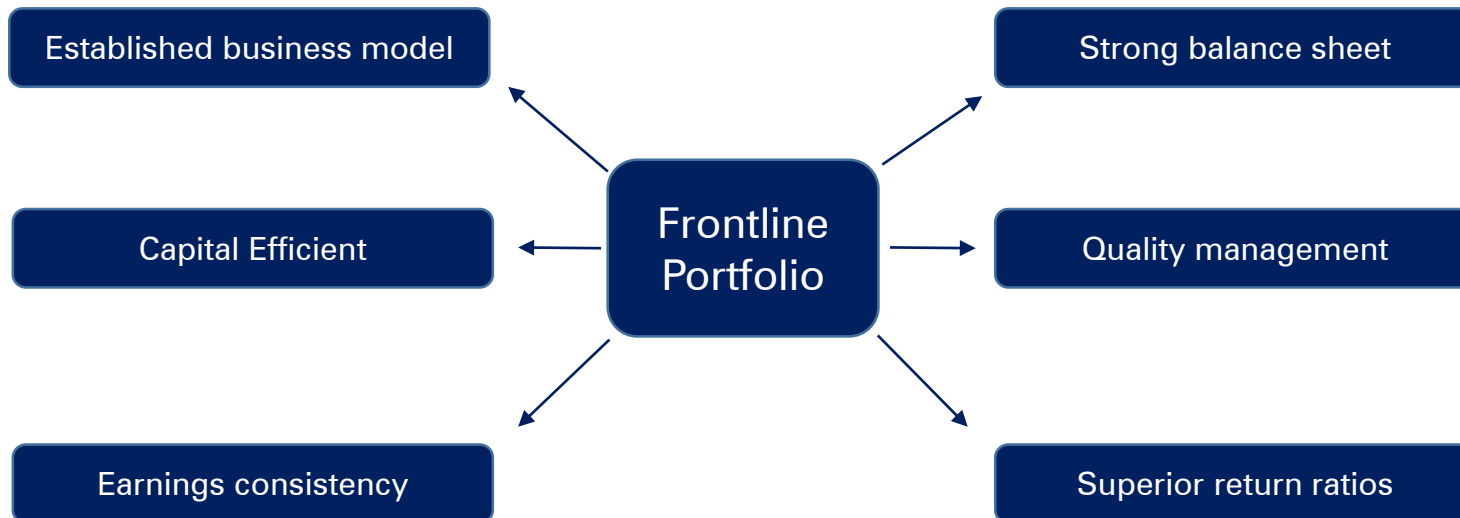 Established business model
Strong balance sheet
Frontline
Portfolio
Capital Efficient
Quality management
Earnings consistency
Superior return ratios